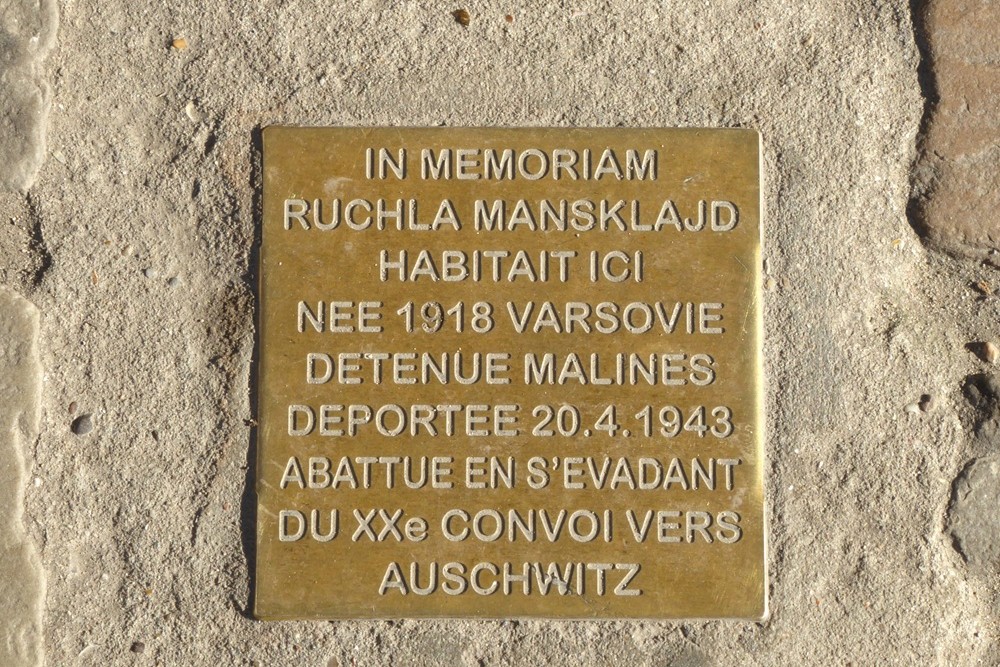 IN MEMORIAM
RUCHLA MANSKLAJD
HABITAIT ICI
NEE 1918 VARSOVIE
DETENUE MALINES
DEPORTEE 20.4.1943
ABATTUE EN S'EVADANT
DU XXe CONVOI VERS
AUSCHWITZ